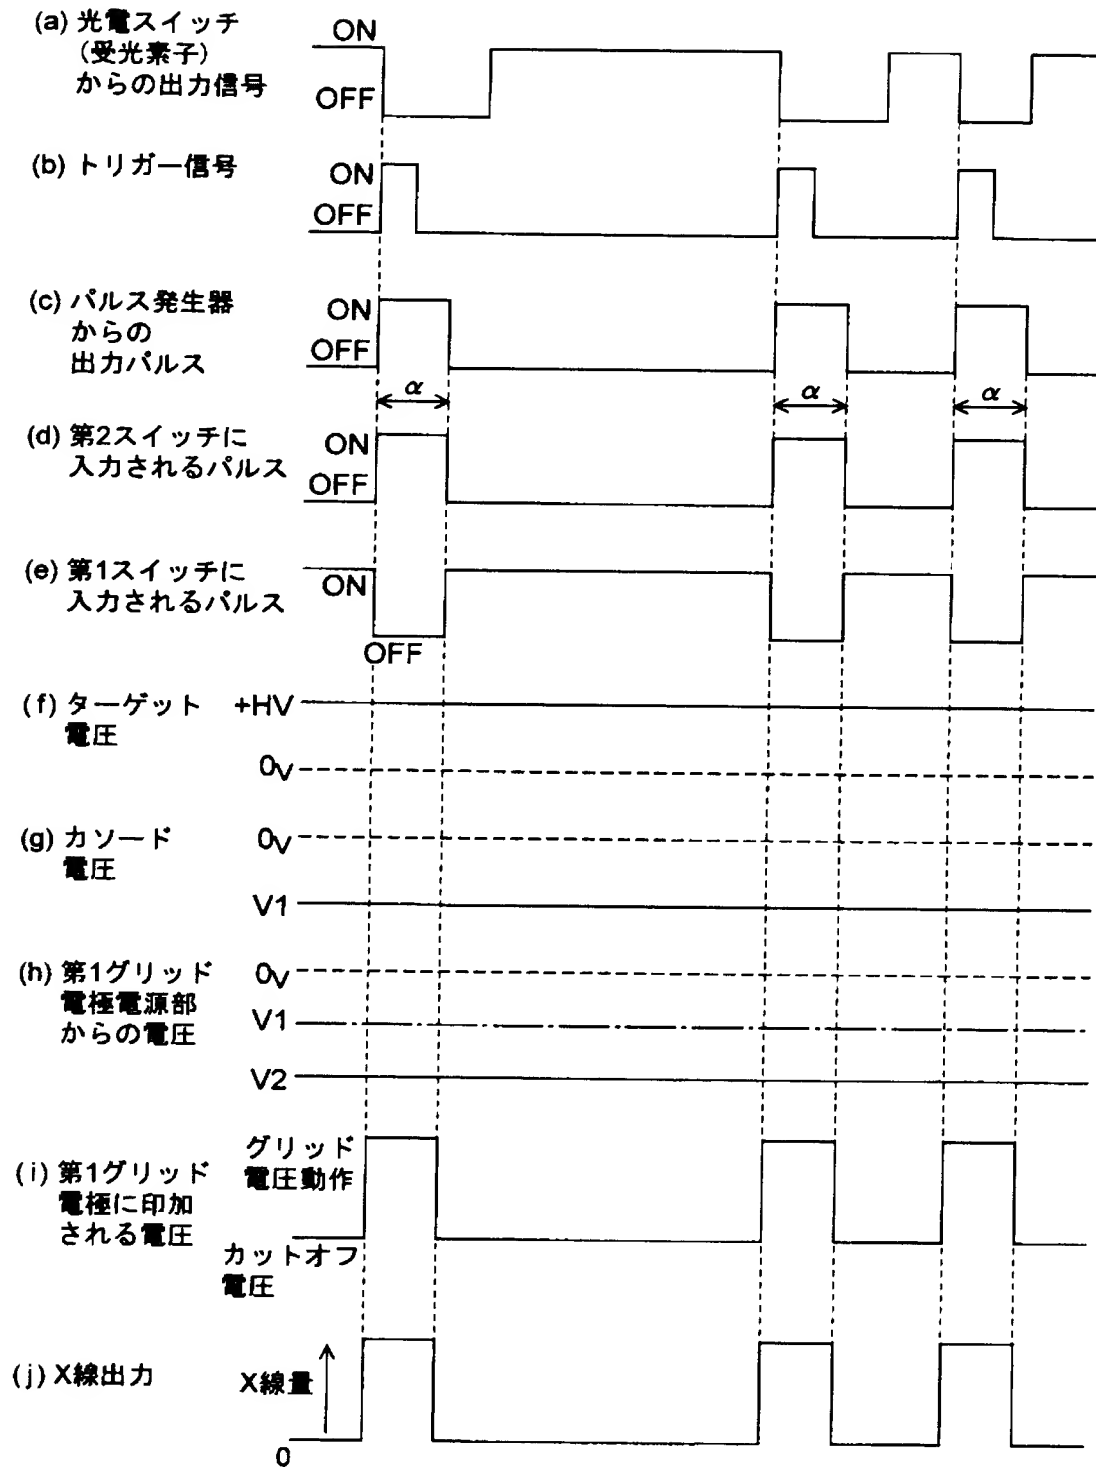 (a) 光電スイッチ
(受光素子)
からの出力信号
ON
OFF
(b) トリガー信号
ON
OFF
(c) パルス発生器
からの
出力パルス
ON
OFF
α
α
α
(d) 第2スイッチに
入力されるパルス
ON
OFF
(e) 第1スイッチに
入力されるパルス
ON
OFF
(f) ターゲット
電圧
+HV
0V
(g) カソード
電圧
0V
V1
(h) 第1グリッド
電極電源部
からの電圧
0V
V1
V2
(i) 第1グリッド
電極に印加
される電圧
グリッド
電圧動作
カットオフ
電圧
(j) X線出力
X線量
0